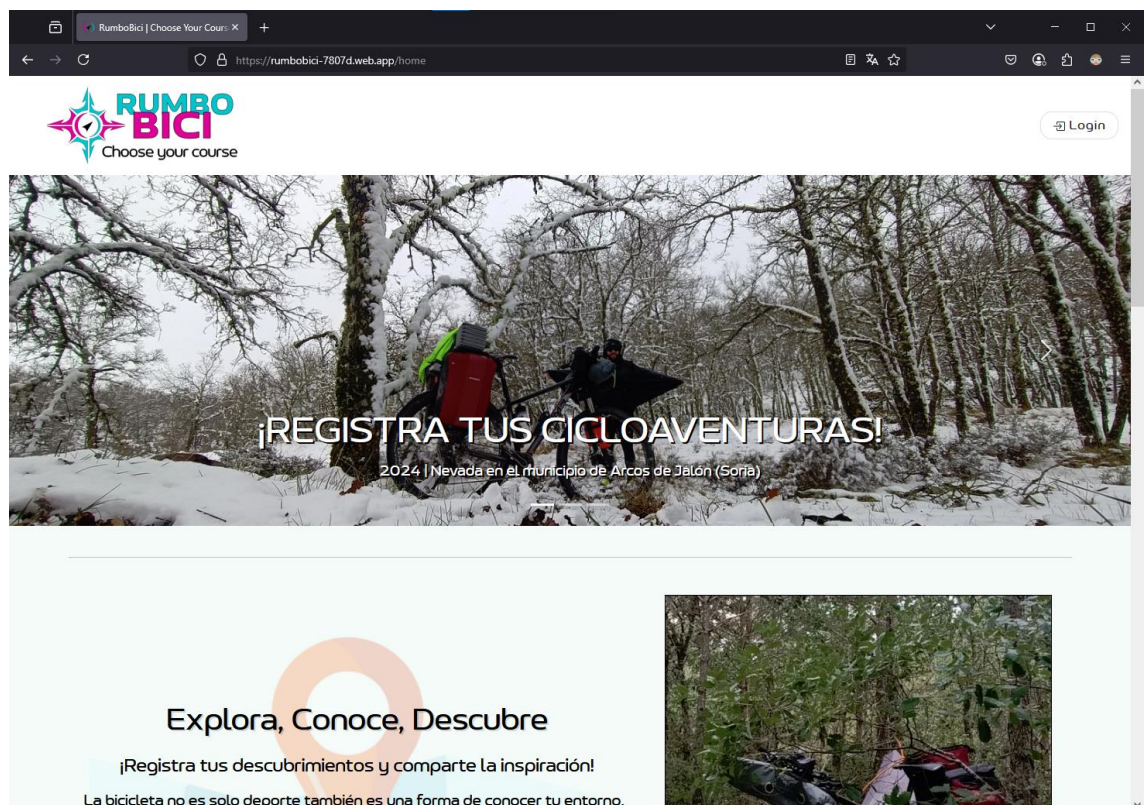 RumboBici | Choose Your Cours
https://rumbobici-7807d.web.app/home
RUMBO
BICI
Choose your course
Login
¡REGISTRA TUS CICLOAVENTURAS!
2024 | Nevada en el municipio de Arcos de Jalón (Soria)
Explora, Conoce, Descubre
¡Registra tus descubrimientos y comparte la inspiración!
La bicicleta no es solo deporte también es una forma de conocer tu entorno.